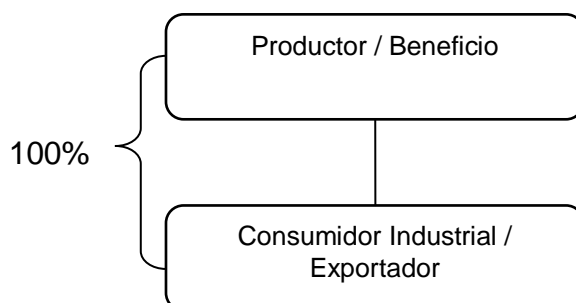 Productor / Beneficio
100%
Consumidor Industrial /
Exportador